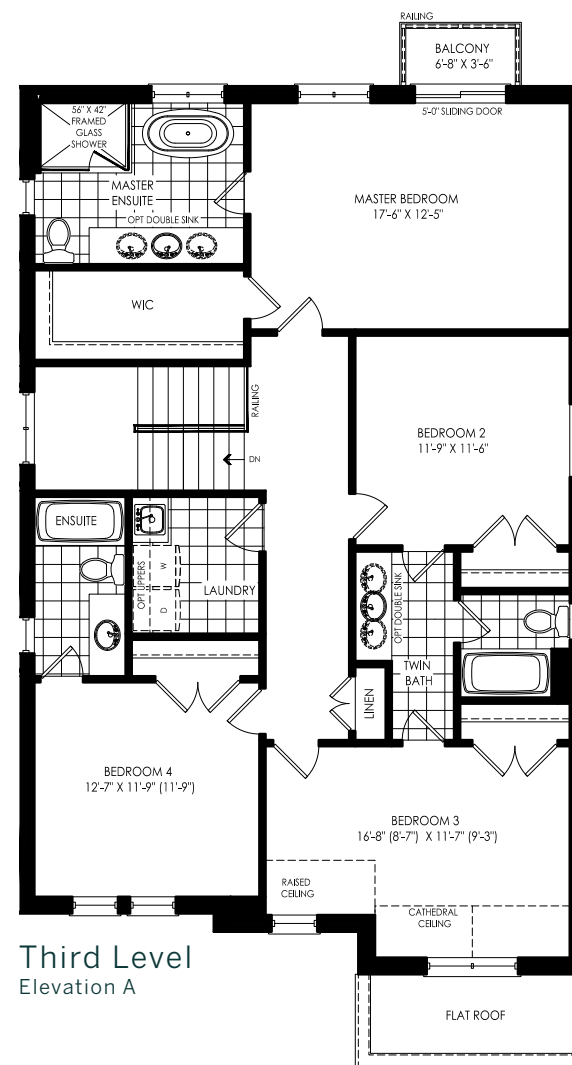 RAILING
BALCONY
6'-8" X 3'-6"
5'-0" SLIDING DOOR
56" X 42"
FRAMED
GLASS
SHOWER
MASTER
ENSUITE
OPT DOUBLE SINK
MASTER BEDROOM
17'-6" X 12'-5"
WIC
RAILING
DN
BEDROOM 2
11'-9" X 11'-6"
ENSUITE
OPT UPPERS
W
D
LAUNDRY
OPT DOUBLE SINK
TWIN
BATH
LINEN
BEDROOM 4
12'-7" X 11'-9" (11'-9")
BEDROOM 3
16'-8" (8'-7") X 11'-7" (9'-3")
RAISED
CEILING
CATHEDRAL
CEILING
Third Level
Elevation A
FLAT ROOF